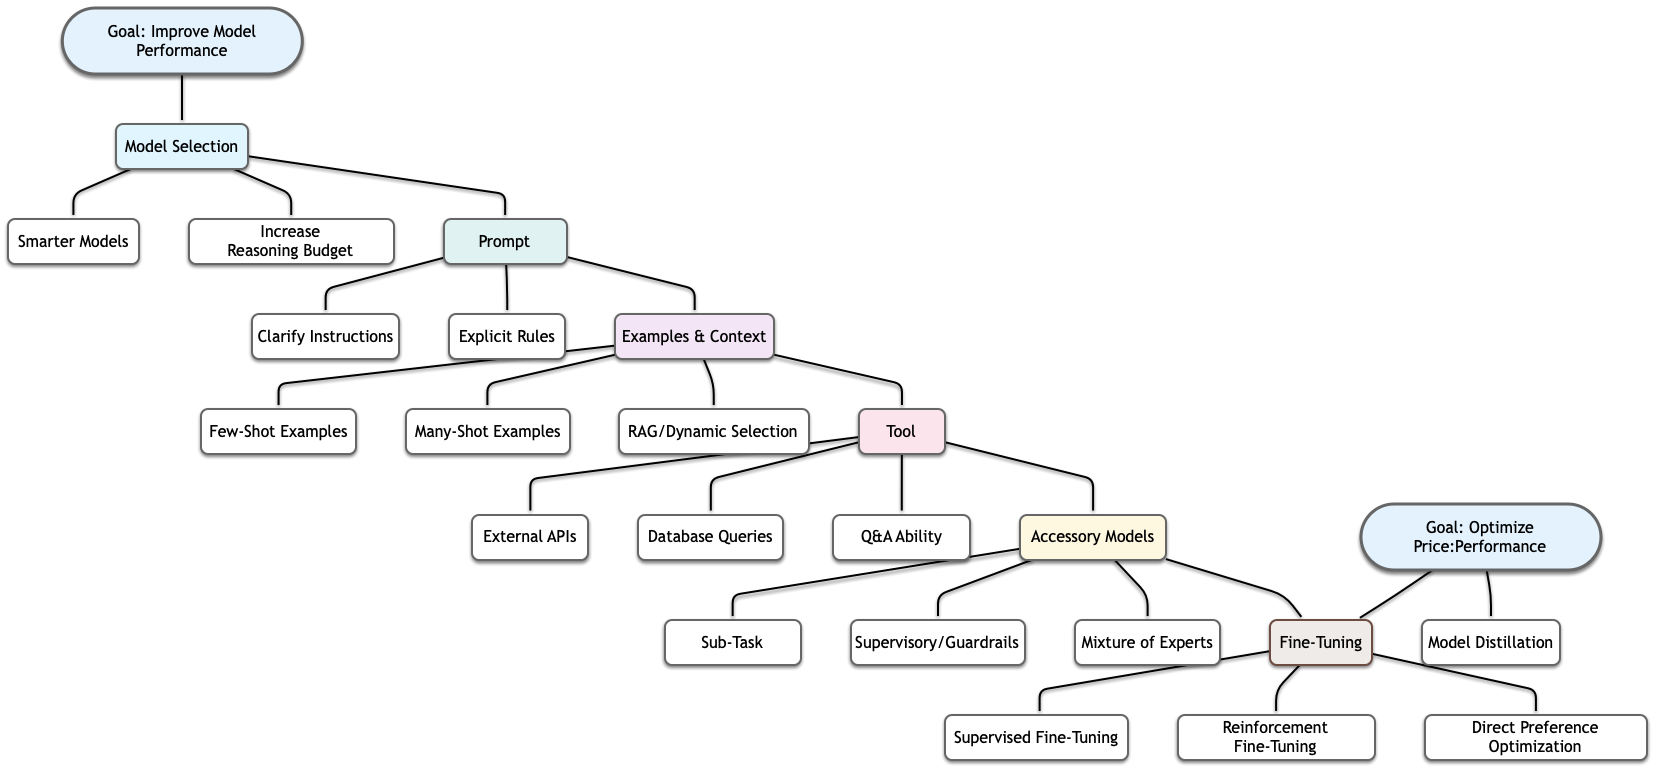 Goal: Improve Model
Performance
Model Selection
Smarter Models
Increase
Reasoning Budget
Prompt
Clarify Instructions
Explicit Rules
Examples & Context
Few-Shot Examples
Many-Shot Examples
RAG/Dynamic Selection
Tool
External APIs
Database Queries
Q&A Ability
Accessory Models
Goal: Optimize
Price:Performance
Sub-Task
Supervisory/Guardrails
Mixture of Experts
Fine-Tuning
Model Distillation
Supervised Fine-Tuning
Reinforcement
Fine-Tuning
Direct Preference
Optimization